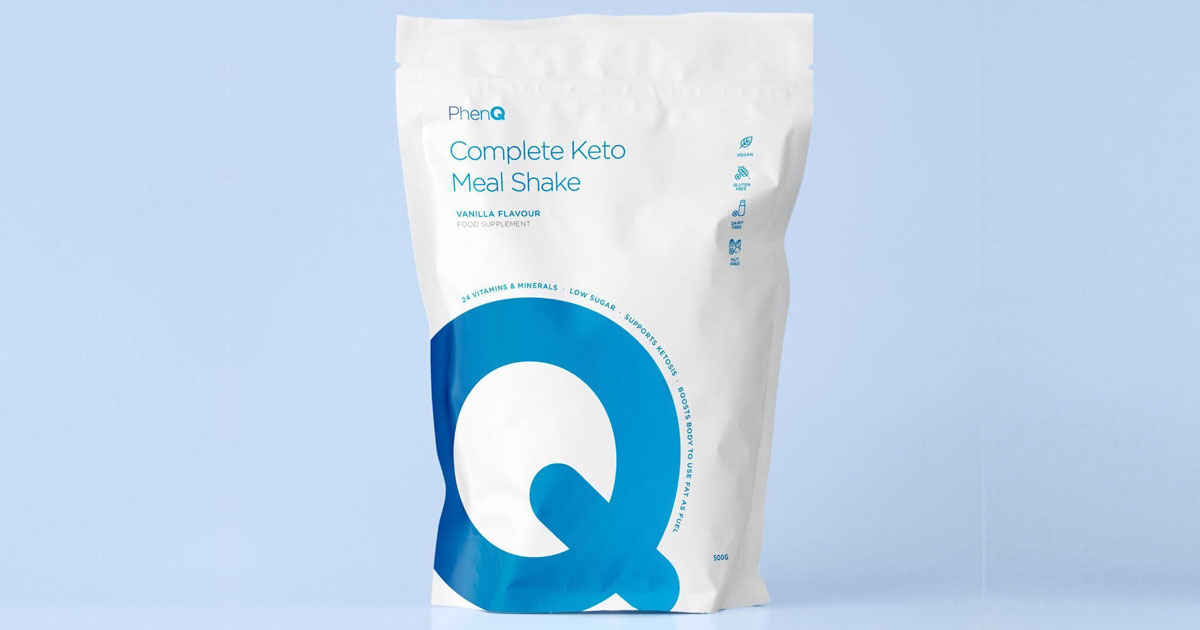 PhenQ
Complete Keto
Meal Shake
VANILLA FLAVOUR
FOOD SUPPLEMENT
VEGAN
GLUTEN
FREE
DAIRY
FREE
NUT
FREE
24 VITAMINS & MINERALS · LOW SUGAR · SUPPORTS KETOSIS · BOOSTS BODY TO USE FAT AS FUEL
Q
500G